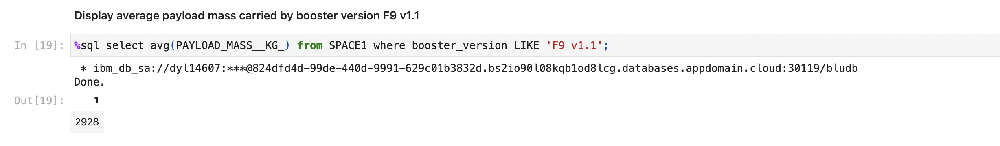 Display average payload mass carried by booster version F9 v1.1
In [19]: %sql select avg(PAYLOAD_MASS__KG_) from SPACE1 where booster_version LIKE 'F9 v1.1';
* ibm_db_sa://dyl14607:***@824dfd4d-99de-440d-9991-629c01b3832d.bs2io90l08kqb1od8lcg.databases.appdomain.cloud:30119/bludb
Done.
Out[19]: 1
2928